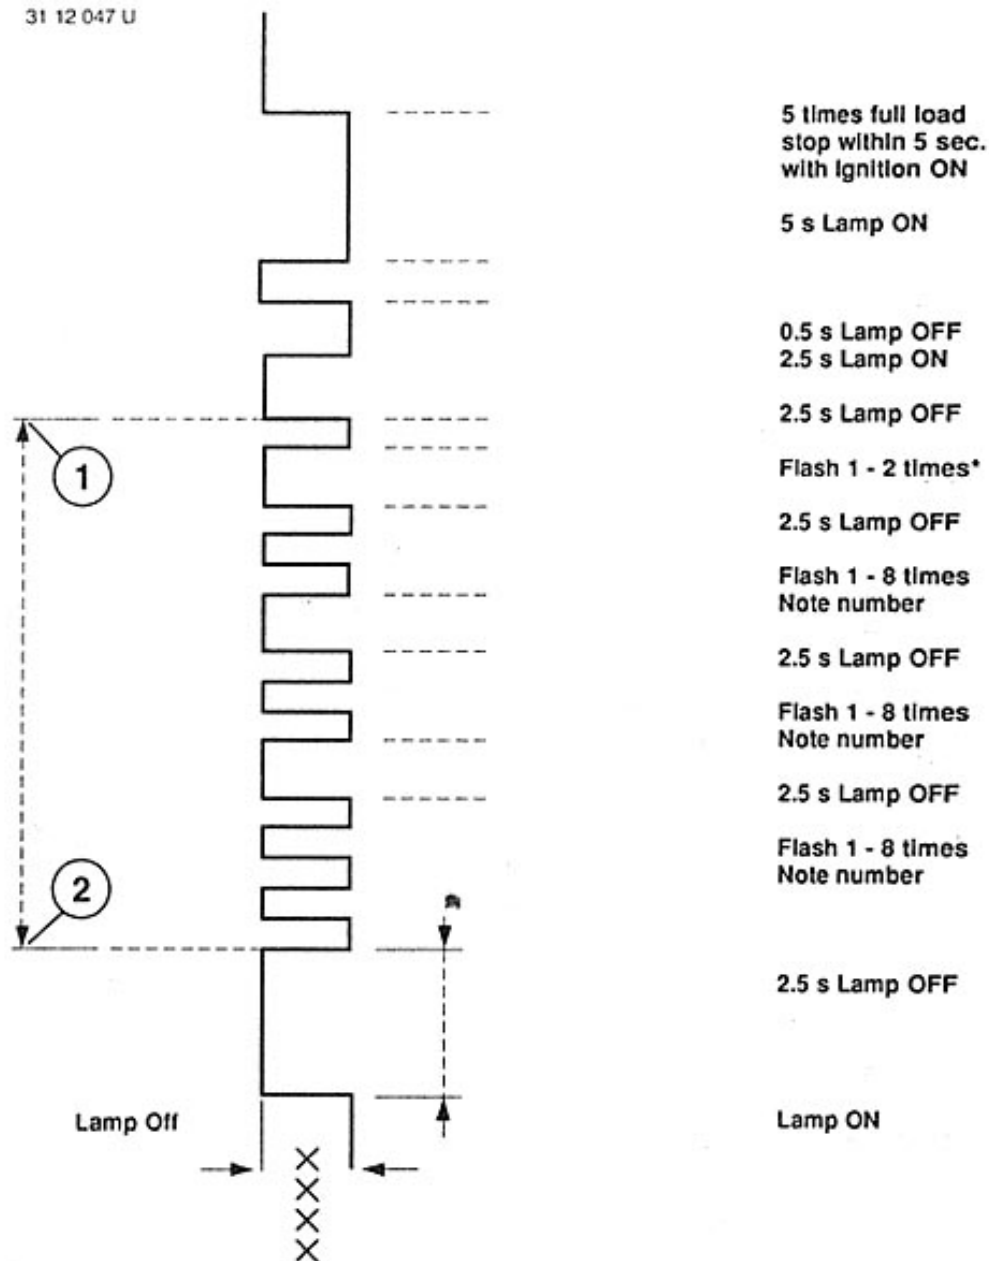 31 12 047 U
5 times full load
stop within 5 sec.
with Ignition ON
5 s Lamp ON
0.5 s Lamp OFF
2.5 s Lamp ON
2.5 s Lamp OFF
1
Flash 1 - 2 times*
2.5 s Lamp OFF
Flash 1 - 8 times
Note number
2.5 s Lamp OFF
Flash 1 - 8 times
Note number
2.5 s Lamp OFF
Flash 1 - 8 times
Note number
2
2.5 s Lamp OFF
Lamp Off
Lamp ON
X
X
X
X